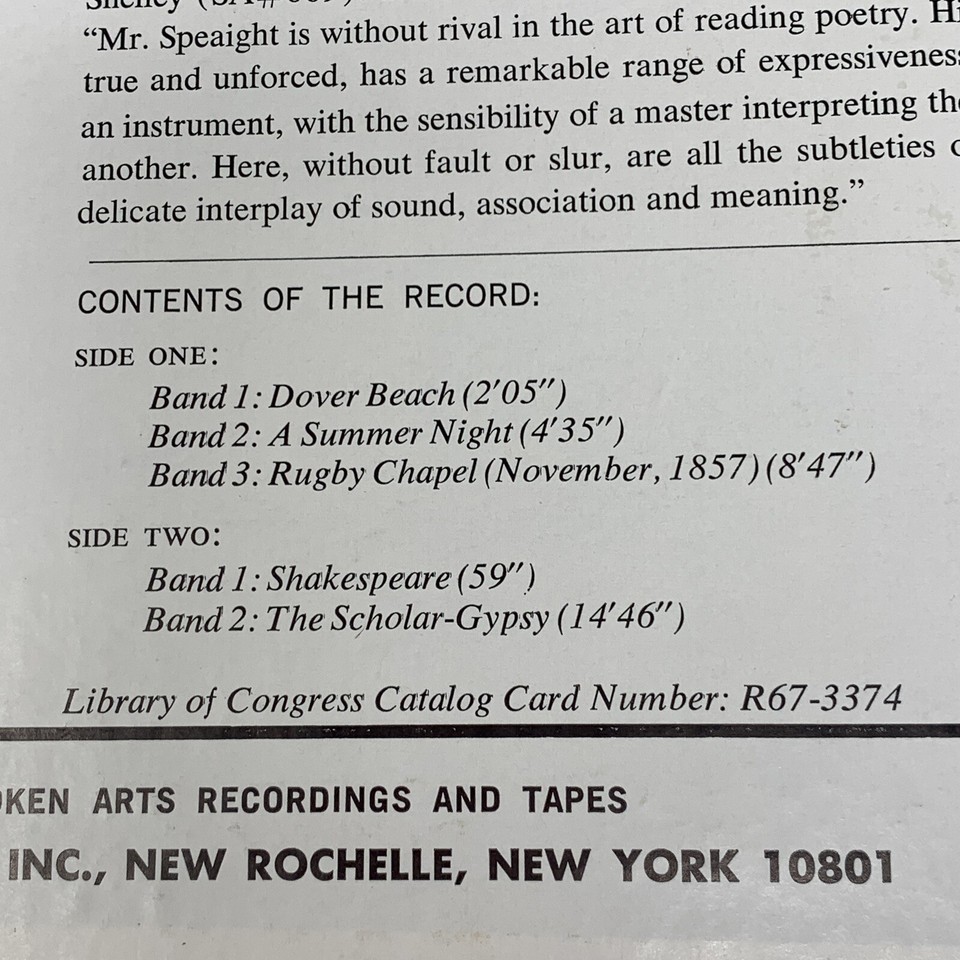 “Mr. Speaight is without rival in the art of reading poetry.
true and unforced, has a remarkable range of
an instrument, with the sensibility of a master interpreting
another. Here, without fault or slur, are all the subtleties
delicate interplay of sound, association and meaning.”
CONTENTS OF THE RECORD:
SIDE ONE:
Band 1: Dover Beach (2′05″)
Band 2: A Summer Night (4′35″)
Band 3: Rugby Chapel (November, 1857) (8′47″)
SIDE TWO:
Band 1: Shakespeare (59″)
Band 2: The Scholar-Gypsy (14′46″)
Library of Congress Catalog Card Number: R67-3374
ARTS RECORDINGS AND TAPES
INC., NEW ROCHELLE, NEW YORK 10801